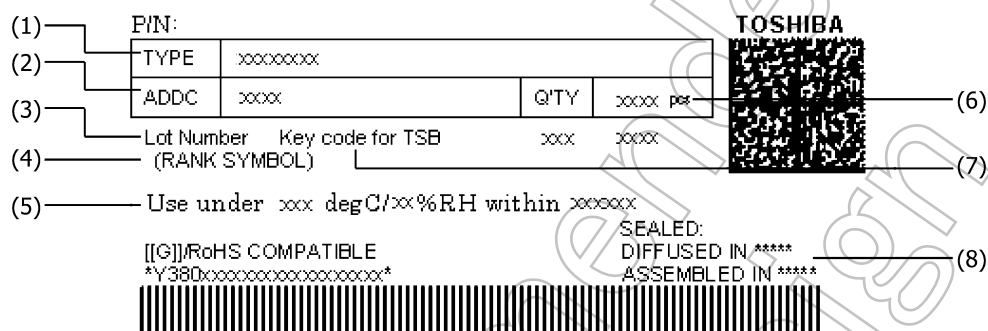 (1) P/N: TOSHIBA
TYPE xxxxxxxx
(2)
ADDC xxxx Q'TY xxxx pcs (6)
(3)
Lot Number Key code for TSB xxx xxxx
(4) (RANK SYMBOL) (7)
(5) Use under xxx degC/xx%RH within xxxxxx
SEALED:
[[G]]/RoHS COMPATIBLE DIFFUSED IN ***** (8)
*Y380xxxxxxxxxxxxxxxxxx* ASSEMBLED IN *****